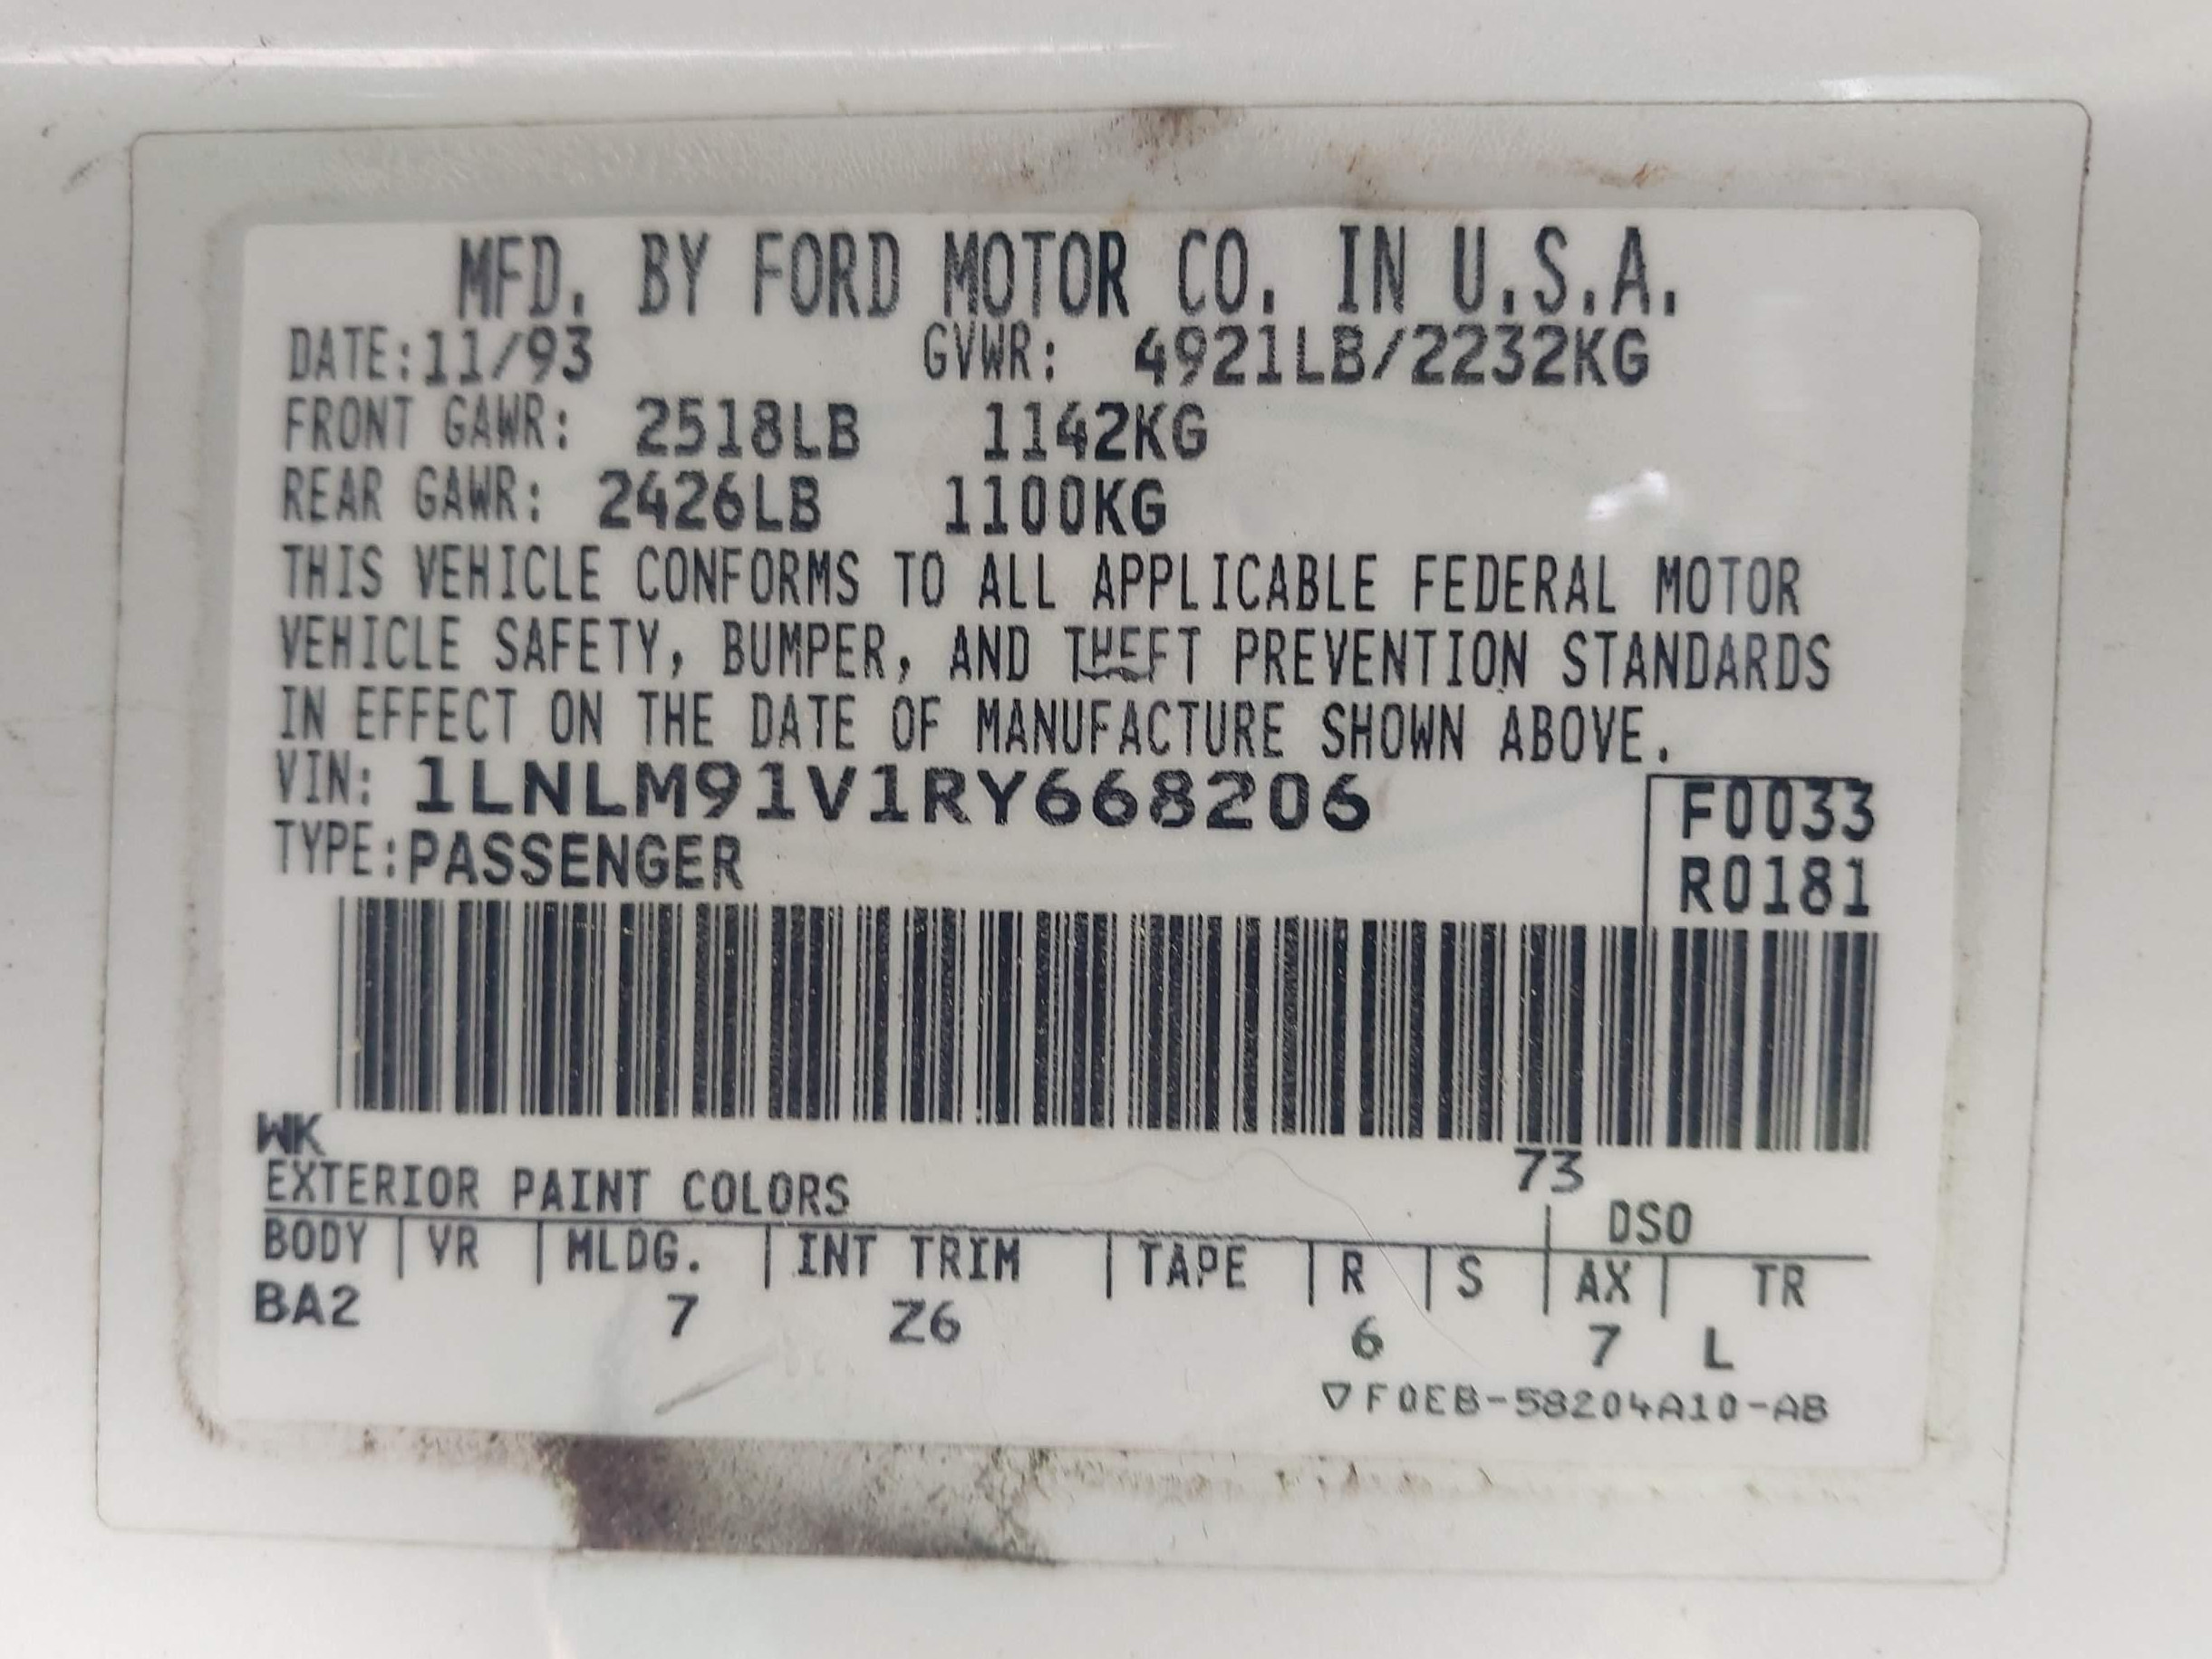 MFD. BY FORD MOTOR CO. IN U.S.A.
DATE:11/93 GVWR: 4921LB/2232KG
FRONT GAWR: 2518LB 1142KG
REAR GAWR: 2426LB 1100KG
THIS VEHICLE CONFORMS TO ALL APPLICABLE FEDERAL MOTOR
VEHICLE SAFETY, BUMPER, AND THEFT PREVENTION STANDARDS
IN EFFECT ON THE DATE OF MANUFACTURE SHOWN ABOVE.
VIN: 1LNLM91V1RY668206
F0033
TYPE:PASSENGER
R0181
WK
73
EXTERIOR PAINT COLORS DSO
BODY VR MLDG. INT TRIM TAPE R S AX TR
BA2 7 Z6 6 7 L
▽F0EB-58204A10-AB